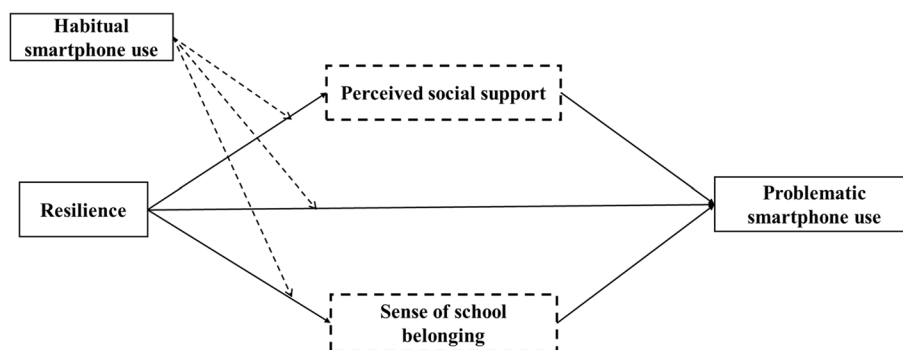 Habitual
smartphone use
Perceived social support
Resilience
Problematic
smartphone use
Sense of school
belonging